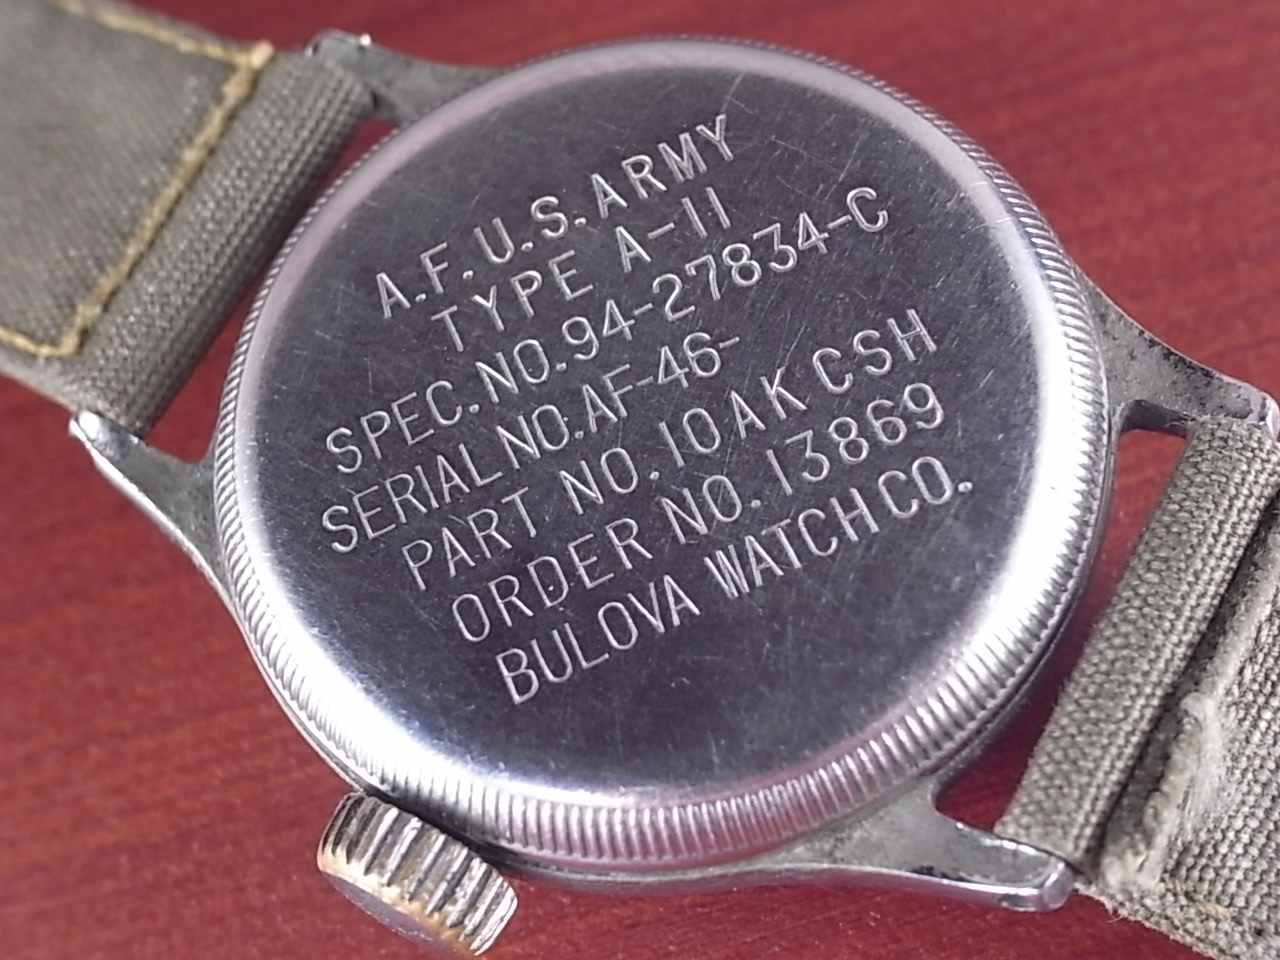 A.F. U.S. ARMY
TYPE A-11
SPEC. NO. 94-27834-C
SERIAL NO. AF-46-
PART NO. 10AK CSH
ORDER NO. 13869
BULOVA WATCH CO.